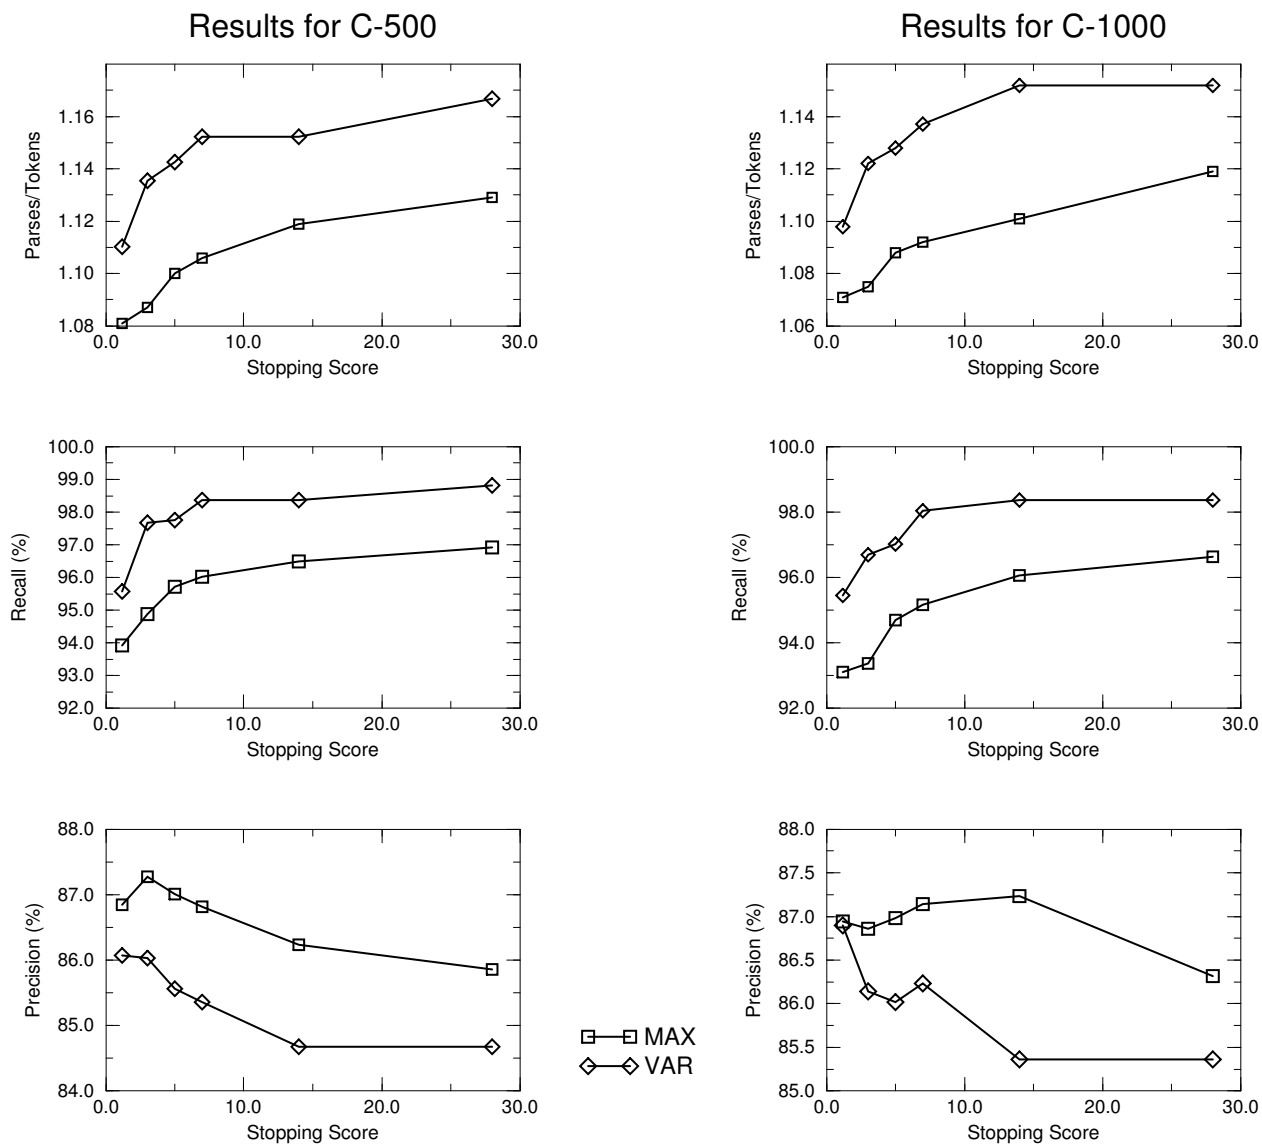 Results for C-500
Results for C-1000
Parses/Tokens
1.16
1.14
1.12
1.10
1.08
0.0 10.0 20.0 30.0
Stopping Score
Parses/Tokens
1.14
1.12
1.10
1.08
1.06
0.0 10.0 20.0 30.0
Stopping Score
Recall (%)
100.0
99.0
98.0
97.0
96.0
95.0
94.0
93.0
92.0
0.0 10.0 20.0 30.0
Stopping Score
Recall (%)
100.0
98.0
96.0
94.0
92.0
0.0 10.0 20.0 30.0
Stopping Score
Precision (%)
88.0
87.0
86.0
85.0
84.0
0.0 10.0 20.0 30.0
Stopping Score
MAX
VAR
Precision (%)
88.0
87.5
87.0
86.5
86.0
85.5
85.0
0.0 10.0 20.0 30.0
Stopping Score